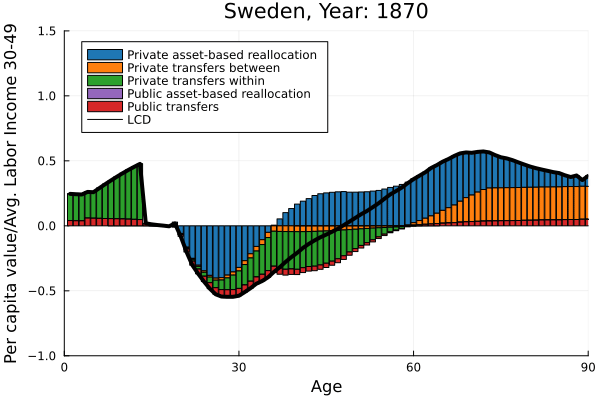 Sweden, Year: 1870
Per capita value/Avg. Labor Income 30-49
1.5
1.0
0.5
0.0
−0.5
−1.0
Private asset-based reallocation
Private transfers between
Private transfers within
Public asset-based reallocation
Public transfers
LCD
0
30
60
90
Age